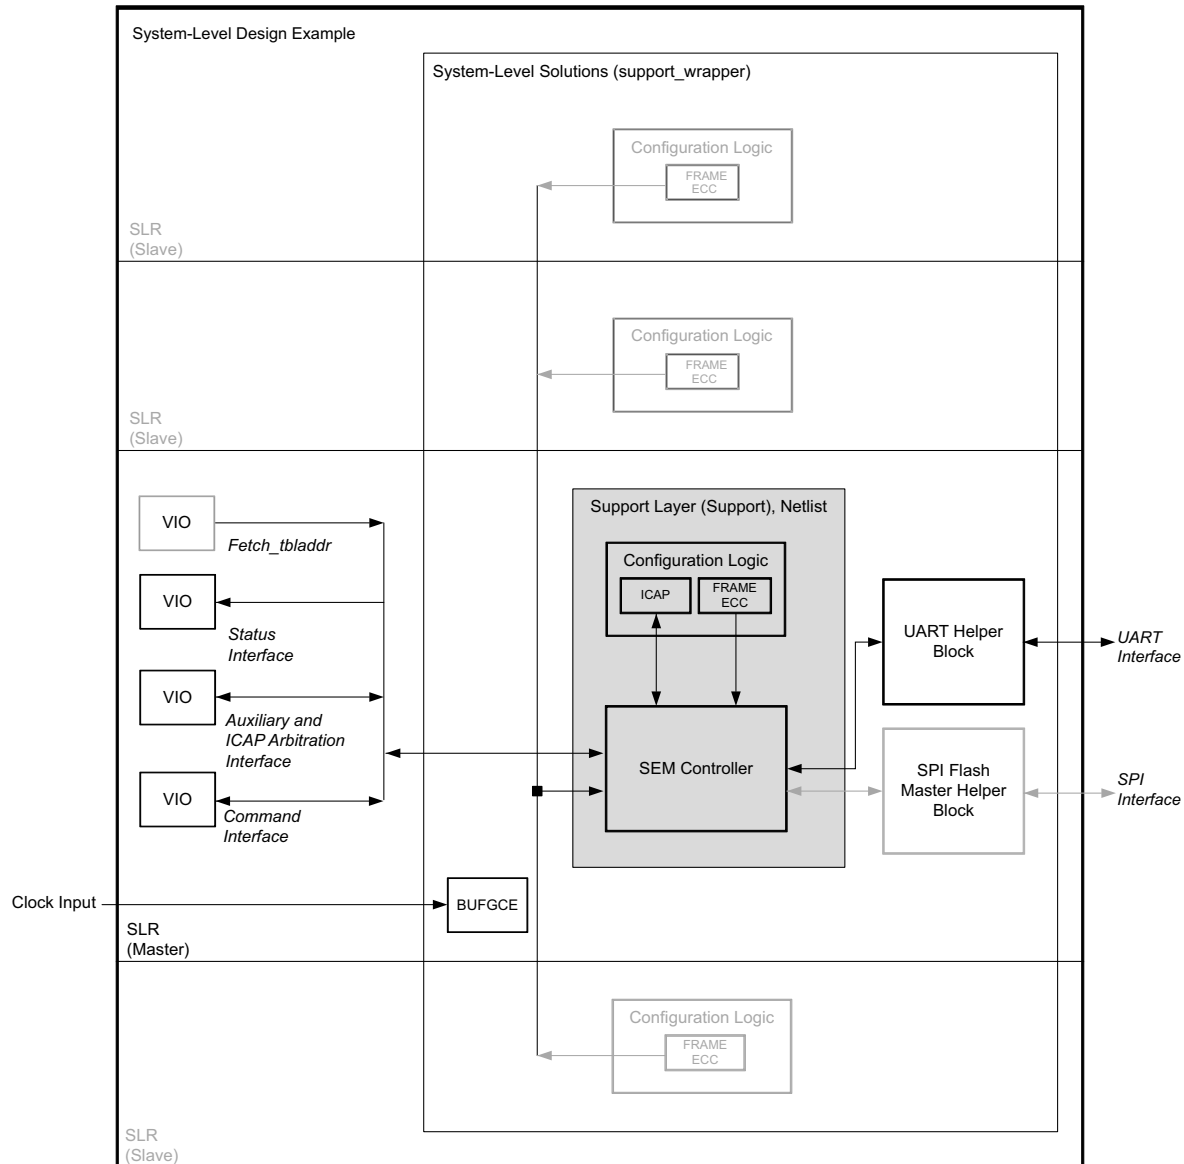 System-Level Design Example
System-Level Solutions (support_wrapper)
Configuration Logic
FRAME
ECC
SLR
(Slave)
Configuration Logic
FRAME
ECC
SLR
(Slave)
VIO
Fetch_tbladdr
VIO
Status
Interface
VIO
Auxiliary and
ICAP Arbitration
Interface
VIO
Command
Interface
Support Layer (Support), Netlist
Configuration Logic
ICAP
FRAME
ECC
SEM Controller
UART Helper
Block
UART
Interface
SPI Flash
Master Helper
Block
SPI
Interface
Clock Input
BUFGCE
SLR
(Master)
Configuration Logic
FRAME
ECC
SLR
(Slave)